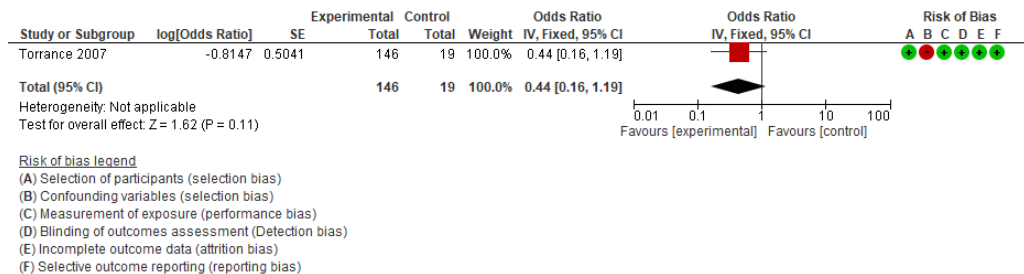 Experimental Control Odds Ratio Odds Ratio Risk of Bias
Study or Subgroup log[Odds Ratio] SE Total Total Weight IV, Fixed, 95% CI IV, Fixed, 95% CI A B C D E F
Torrance 2007 -0.8147 0.5041 146 19 100.0% 0.44 [0.16, 1.19] + + + + + +
Total (95% CI) 146 19 100.0% 0.44 [0.16, 1.19]
Heterogeneity: Not applicable
Test for overall effect: Z = 1.62 (P = 0.11)
0.01 0.1 1 10 100
Favours [experimental] Favours [control]
Risk of bias legend
(A) Selection of participants (selection bias)
(B) Confounding variables (selection bias)
(C) Measurement of exposure (performance bias)
(D) Blinding of outcomes assessment (Detection bias)
(E) Incomplete outcome data (attrition bias)
(F) Selective outcome reporting (reporting bias)